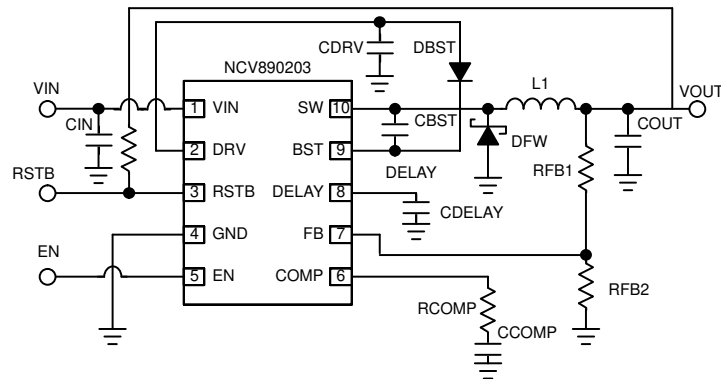 CDRV
DBST
NCV890203
VIN
CIN
RSTB
EN
1 VIN
2 DRV
3 RSTB
4 GND
5 EN
SW 10
BST 9
DELAY 8
FB 7
COMP 6
CBST
DELAY
CDELAY
DFW
L1
VOUT
COUT
RFB1
RFB2
RCOMP
CCOMP